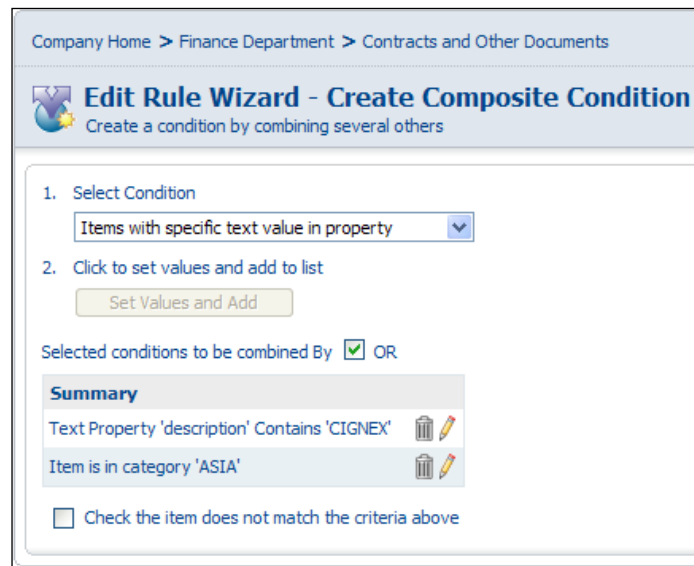 Company Home > Finance Department > Contracts and Other Documents
Edit Rule Wizard - Create Composite Condition
Create a condition by combining several others
1. Select Condition
Items with specific text value in property
2. Click to set values and add to list
Set Values and Add
Selected conditions to be combined By OR
Summary
Text Property 'description' Contains 'CIGNEX'
Item is in category 'ASIA'
Check the item does not match the criteria above